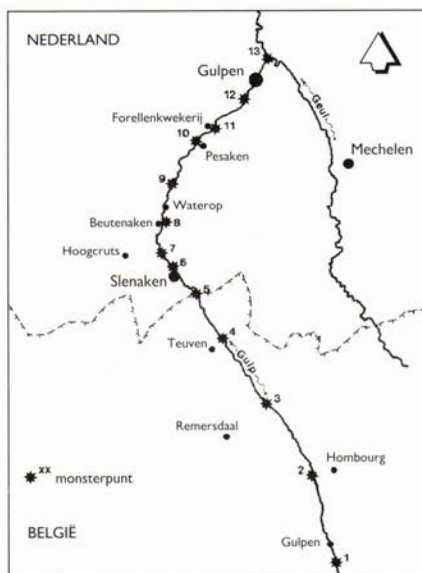 NEDERLAND
13
Gulpen
12
Geul
Forellenkwekerij
11
10
Pesaken
Mechelen
9
Waterop
Beutenaken
8
7
Hoogcruts
6
Slenaken
5
4
Teuven
Gulp
3
Remersdaal
2
Hombourg
xx monsterpunt
Gulpen
1
BELGIË